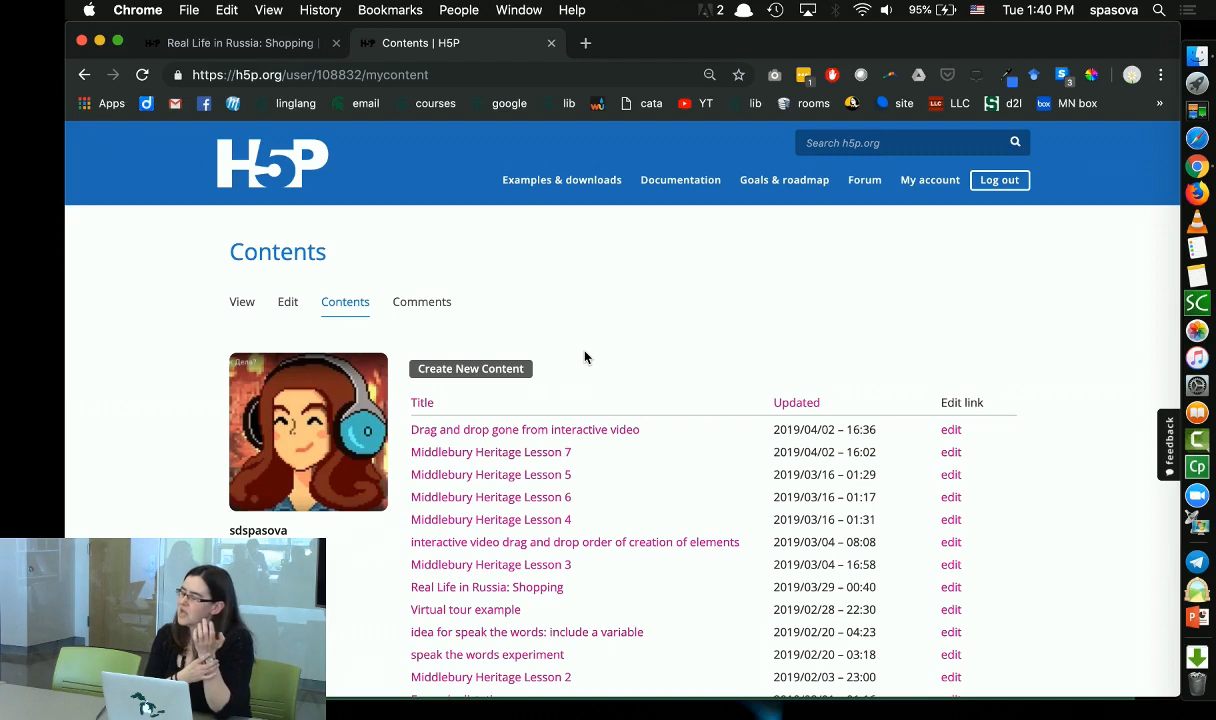 Chrome File Edit View History Bookmarks People Window Help 2 95% Tue 1:40 PM spasova
Real Life in Russia: Shopping | Contents | H5P
https://h5p.org/user/108832/mycontent 1 3
Apps linglang email courses google lib cata YT lib rooms site LLC LLC d2l box MN box »
H5P
Search h5p.org
Examples & downloads Documentation Goals & roadmap Forum My account Log out
Contents
View Edit Contents Comments
Дела?
Create New Content
Title Updated Edit link
Drag and drop gone from interactive video 2019/04/02 – 16:36 edit
Middlebury Heritage Lesson 7 2019/04/02 – 16:02 edit
Middlebury Heritage Lesson 5 2019/03/16 – 01:29 edit
Middlebury Heritage Lesson 6 2019/03/16 – 01:17 edit
Middlebury Heritage Lesson 4 2019/03/16 – 01:31 edit
interactive video drag and drop order of creation of elements 2019/03/04 – 08:08 edit
Middlebury Heritage Lesson 3 2019/03/04 – 16:58 edit
Real Life in Russia: Shopping 2019/03/29 – 00:40 edit
Virtual tour example 2019/02/28 – 22:30 edit
idea for speak the words: include a variable 2019/02/20 – 04:23 edit
speak the words experiment 2019/02/20 – 03:18 edit
Middlebury Heritage Lesson 2 2019/02/03 – 23:00 edit
sdspasova
feedback
SC
C
Cp